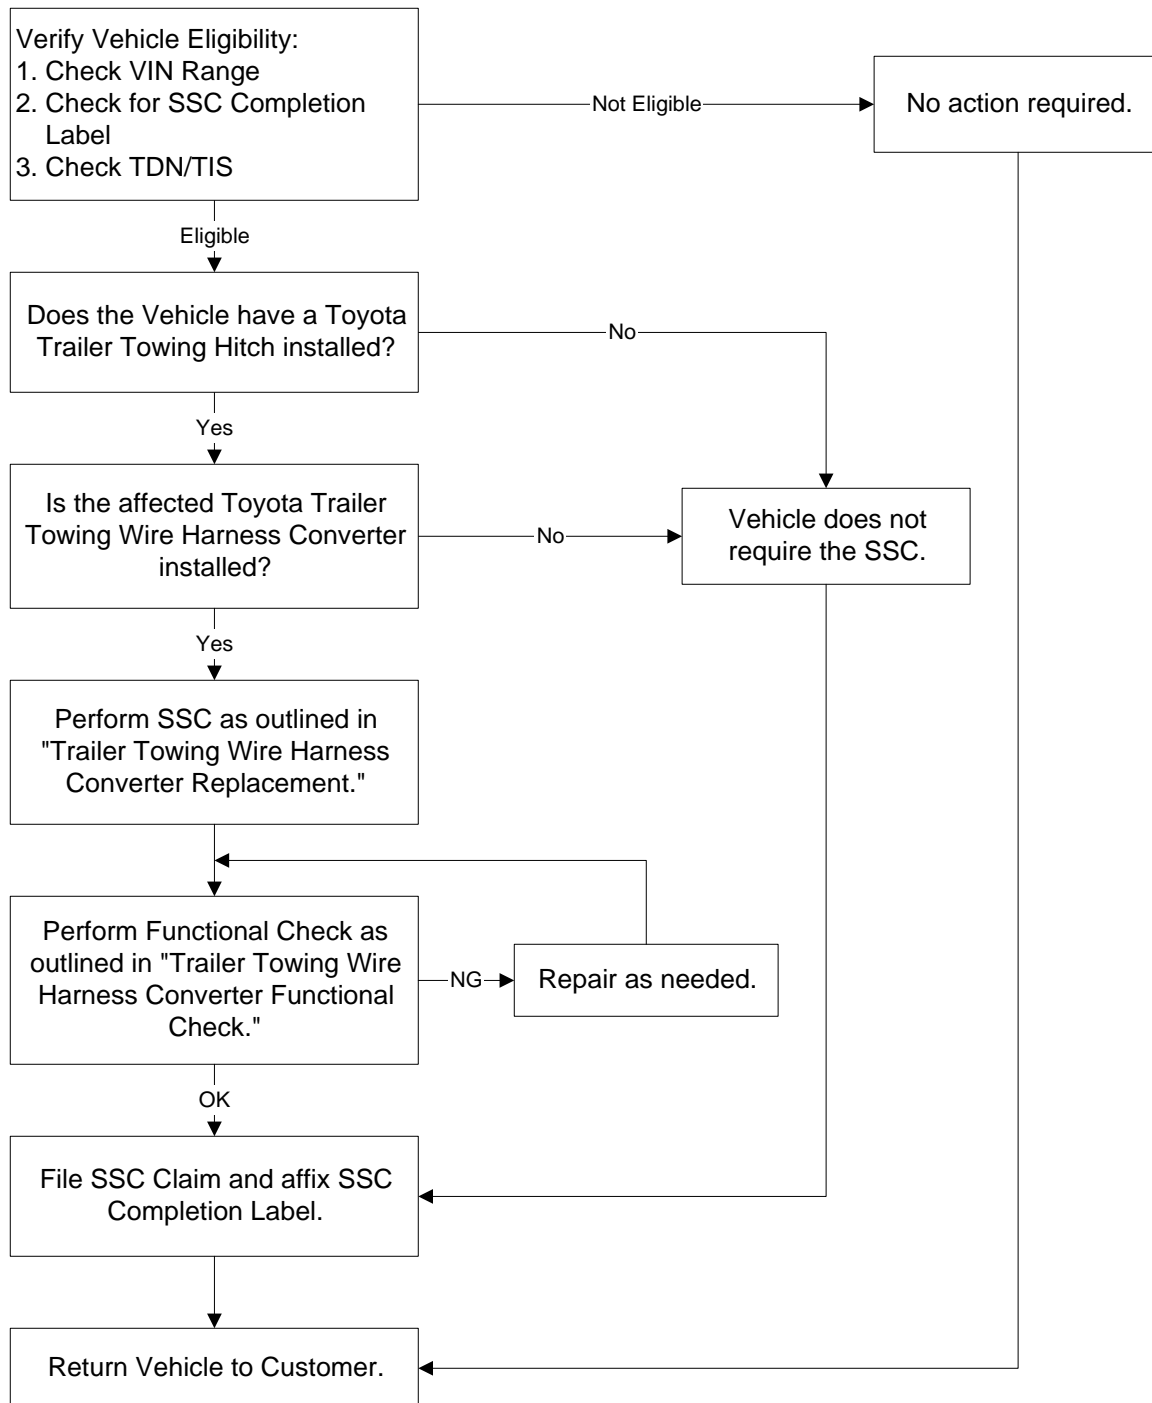 Verify Vehicle Eligibility:
1. Check VIN Range
2. Check for SSC Completion
Label
3. Check TDN/TIS
Not Eligible
No action required.
Eligible
Does the Vehicle have a Toyota
Trailer Towing Hitch installed?
No
Yes
Is the affected Toyota Trailer
Towing Wire Harness Converter
installed?
No
Vehicle does not
require the SSC.
Yes
Perform SSC as outlined in
"Trailer Towing Wire Harness
Converter Replacement."
Perform Functional Check as
outlined in "Trailer Towing Wire
Harness Converter Functional
Check."
NG
Repair as needed.
OK
File SSC Claim and affix SSC
Completion Label.
Return Vehicle to Customer.